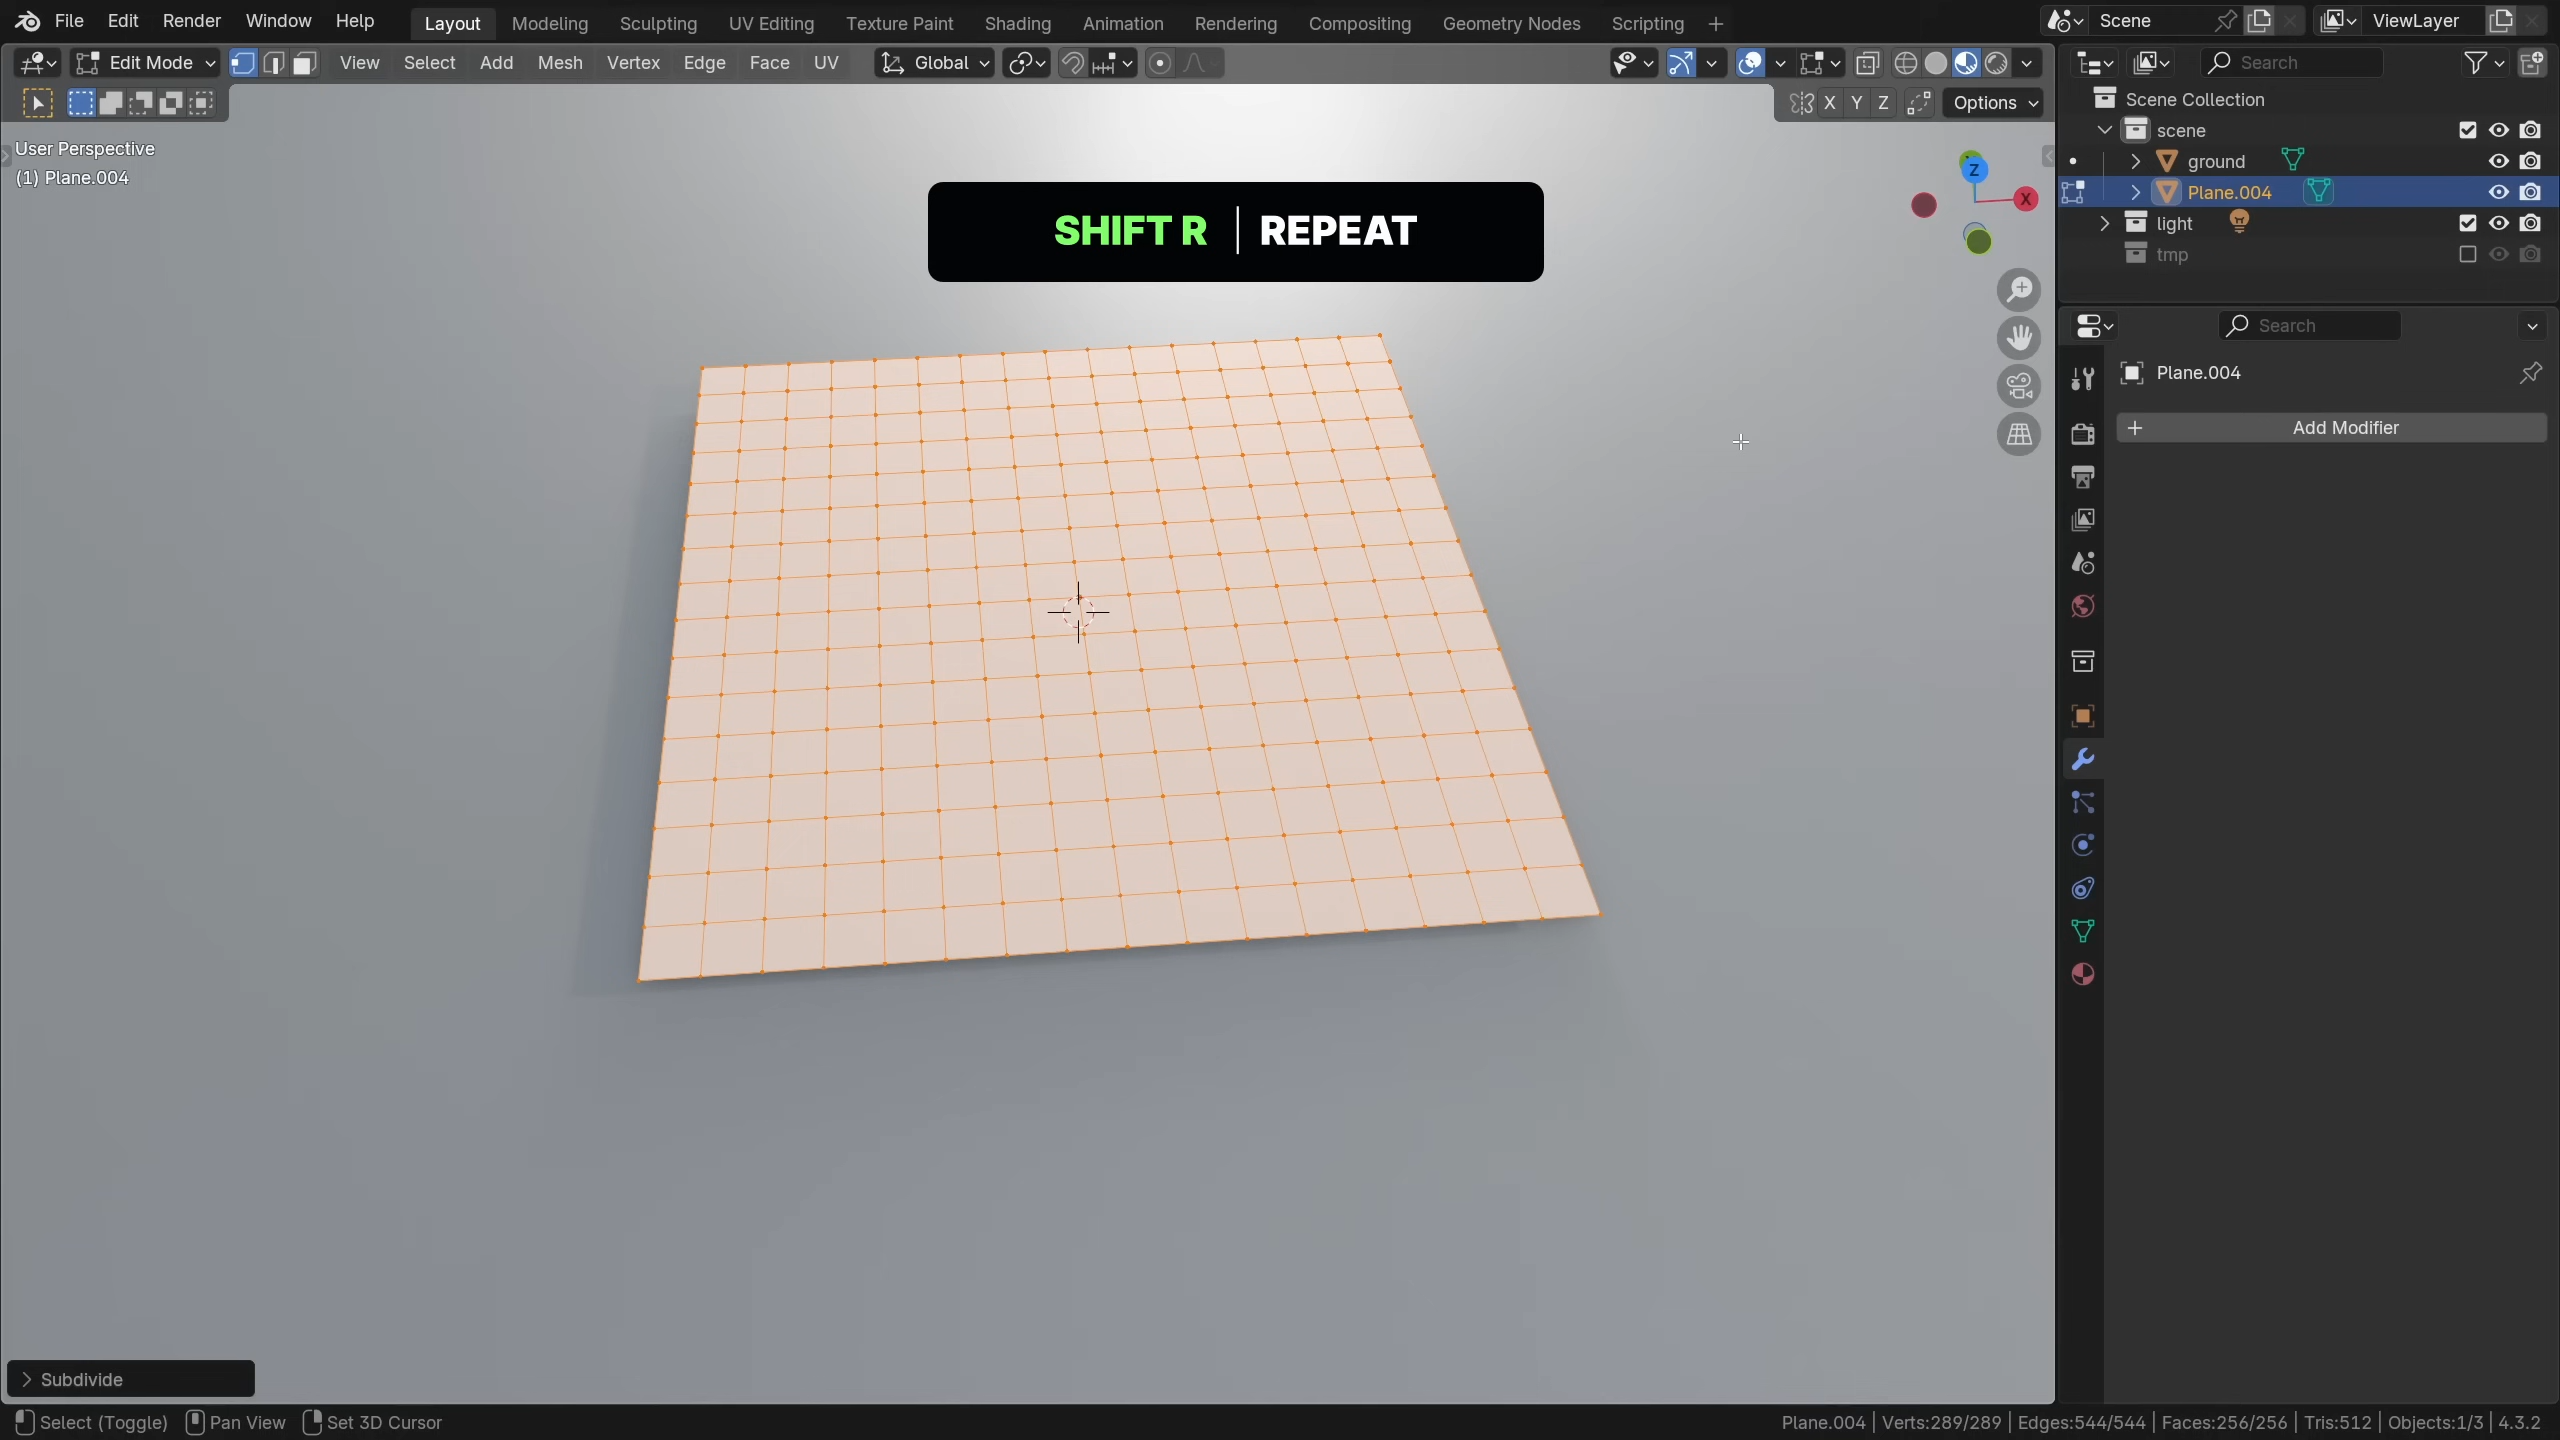 File Edit Render Window Help Layout Modeling Sculpting UV Editing Texture Paint Shading Animation Rendering Compositing Geometry Nodes Scripting + Scene ViewLayer
Edit Mode View Select Add Mesh Vertex Edge Face UV Global Search
X Y Z Options
Scene Collection
scene
ground
Plane.004
light
tmp
User Perspective
(1) Plane.004
Z
X
SHIFT R | REPEAT
Search
Plane.004
+ Add Modifier
Subdivide
Select (Toggle) Pan View Set 3D Cursor Plane.004 | Verts:289/289 | Edges:544/544 | Faces:256/256 | Tris:512 | Objects:1/3 | 4.3.2